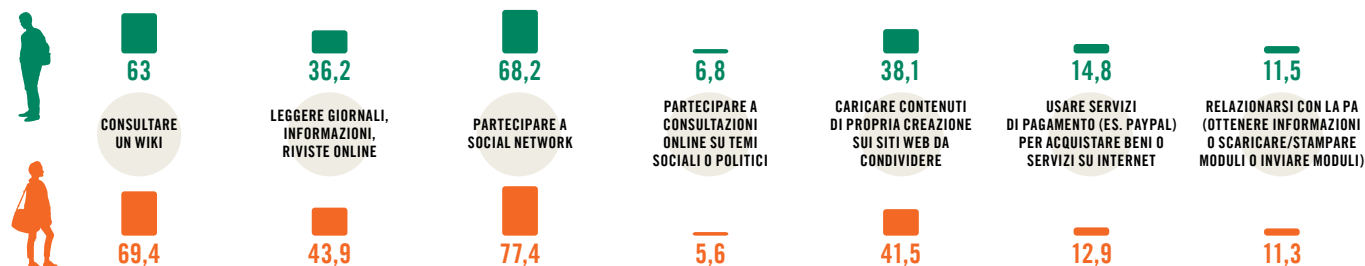 63
36,2
68,2
6,8
38,1
14,8
11,5
CONSULTARE
UN WIKI
LEGGERE GIORNALI,
INFORMAZIONI,
RIVISTE ONLINE
PARTECIPARE A
SOCIAL NETWORK
PARTECIPARE A
CONSULTAZIONI
ONLINE SU TEMI
SOCIALI O POLITICI
CARICARE CONTENUTI
DI PROPRIA CREAZIONE
SUI SITI WEB DA
CONDIVIDERE
USARE SERVIZI
DI PAGAMENTO (ES. PAYPAL)
PER ACQUISTARE BENI O
SERVIZI SU INTERNET
RELAZIONARSI CON LA PA
(OTTENERE INFORMAZIONI
O SCARICARE/STAMPARE
MODULI O INVIARE MODULI)
69,4
43,9
77,4
5,6
41,5
12,9
11,3